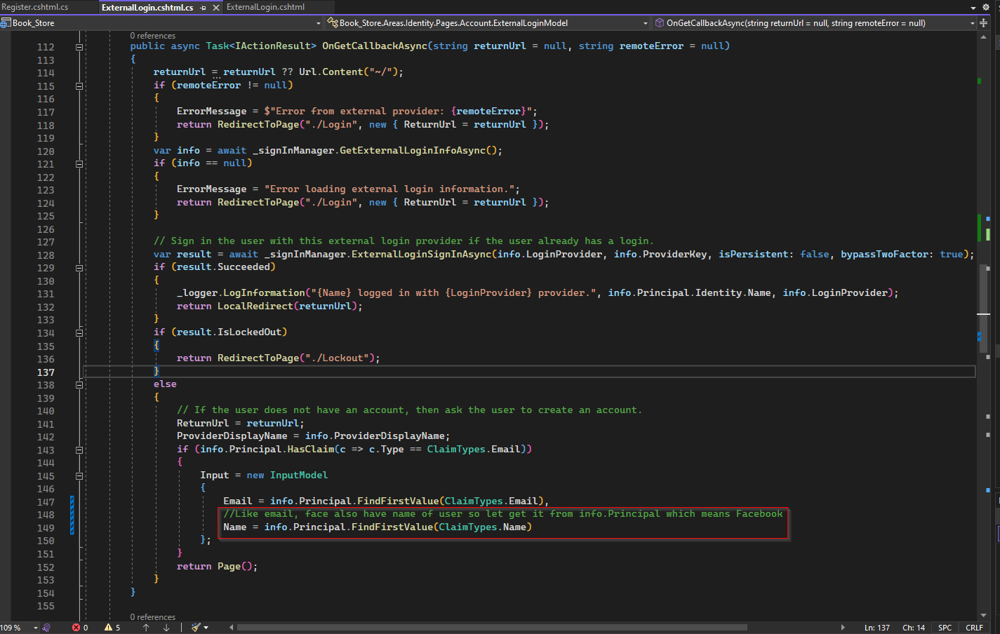 Register.cshtml.cs ExternalLogin.cshtml.cs ExternalLogin.cshtml
Book_Store Book_Store.Areas.Identity.Pages.Account.ExternalLoginModel OnGetCallbackAsync(string returnUrl = null, string remoteError = null)
0 references
112 public async Task<IActionResult> OnGetCallbackAsync(string returnUrl = null, string remoteError = null)
113 {
114 returnUrl = returnUrl ?? Url.Content("~/");
115 if (remoteError != null)
116 {
117 ErrorMessage = $"Error from external provider: {remoteError}";
118 return RedirectToPage("./Login", new { ReturnUrl = returnUrl });
119 }
120 var info = await _signInManager.GetExternalLoginInfoAsync();
121 if (info == null)
122 {
123 ErrorMessage = "Error loading external login information.";
124 return RedirectToPage("./Login", new { ReturnUrl = returnUrl });
125 }
126
127 // Sign in the user with this external login provider if the user already has a login.
128 var result = await _signInManager.ExternalLoginSignInAsync(info.LoginProvider, info.ProviderKey, isPersistent: false, bypassTwoFactor: true);
129 if (result.Succeeded)
130 {
131 _logger.LogInformation("{Name} logged in with {LoginProvider} provider.", info.Principal.Identity.Name, info.LoginProvider);
132 return LocalRedirect(returnUrl);
133 }
134 if (result.IsLockedOut)
135 {
136 return RedirectToPage("./Lockout");
137 }
138 else
139 {
140 // If the user does not have an account, then ask the user to create an account.
141 ReturnUrl = returnUrl;
142 ProviderDisplayName = info.ProviderDisplayName;
143 if (info.Principal.HasClaim(c => c.Type == ClaimTypes.Email))
144 {
145 Input = new InputModel
146 {
147 Email = info.Principal.FindFirstValue(ClaimTypes.Email),
148 //Like email, face also have name of user so let get it from info.Principal which means Facebook
149 Name = info.Principal.FindFirstValue(ClaimTypes.Name)
150 };
151 }
152 return Page();
153 }
154 }
155
0 references
109 % 0 5 Ln: 137 Ch: 14 SPC CRLF